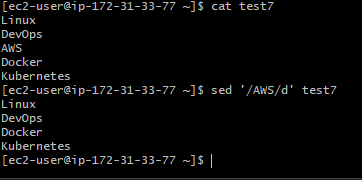 [ec2-user@ip-172-31-33-77 ~]$ cat test7
Linux
DevOps
AWS
Docker
Kubernetes
[ec2-user@ip-172-31-33-77 ~]$ sed '/AWS/d' test7
Linux
DevOps
Docker
Kubernetes
[ec2-user@ip-172-31-33-77 ~]$